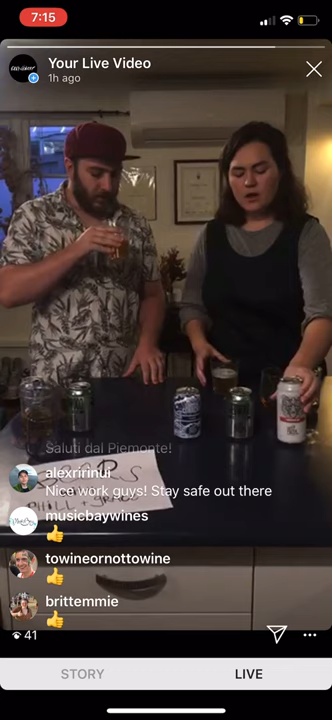 7:15
Your Live Video
1h ago
Saluti dal Piemonte!
alexririnui
Nice work guys! Stay safe out there
musicbaywines
👍
towineornottowine
👍
brittemmie
👍
41
STORY
LIVE